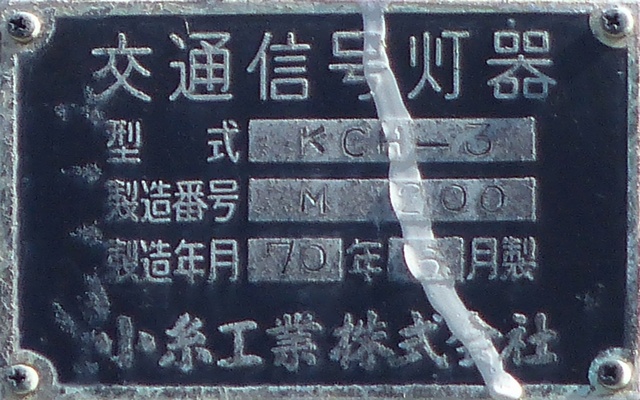 交通信号灯器
型式 KCH-3
製造番号 M 200
製造年月 70年 月製
小糸工業株式会社